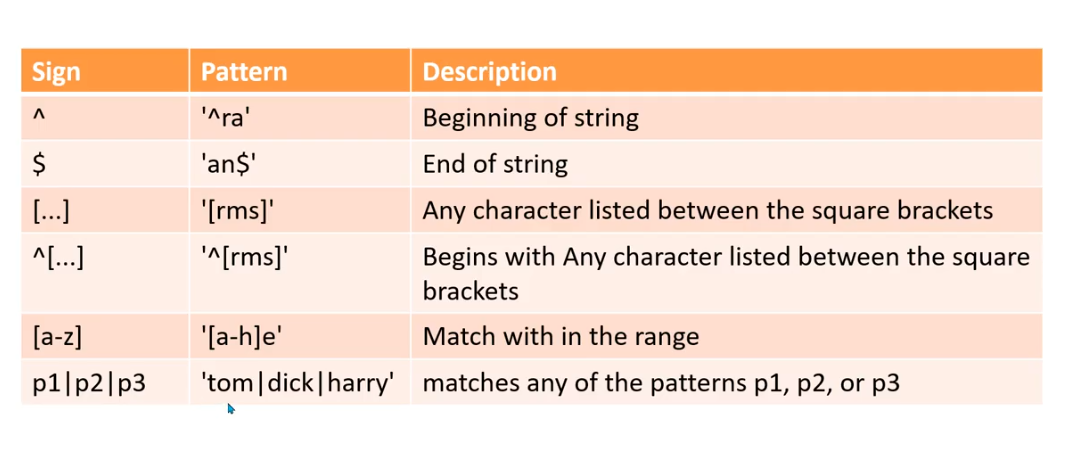 Sign Pattern Description
^ '^ra' Beginning of string
$ 'an$' End of string
[...] '[rms]' Any character listed between the square brackets
^[...] '^[rms]' Begins with Any character listed between the square
brackets
[a-z] '[a-h]e' Match with in the range
p1|p2|p3 'tom|dick|harry' matches any of the patterns p1, p2, or p3